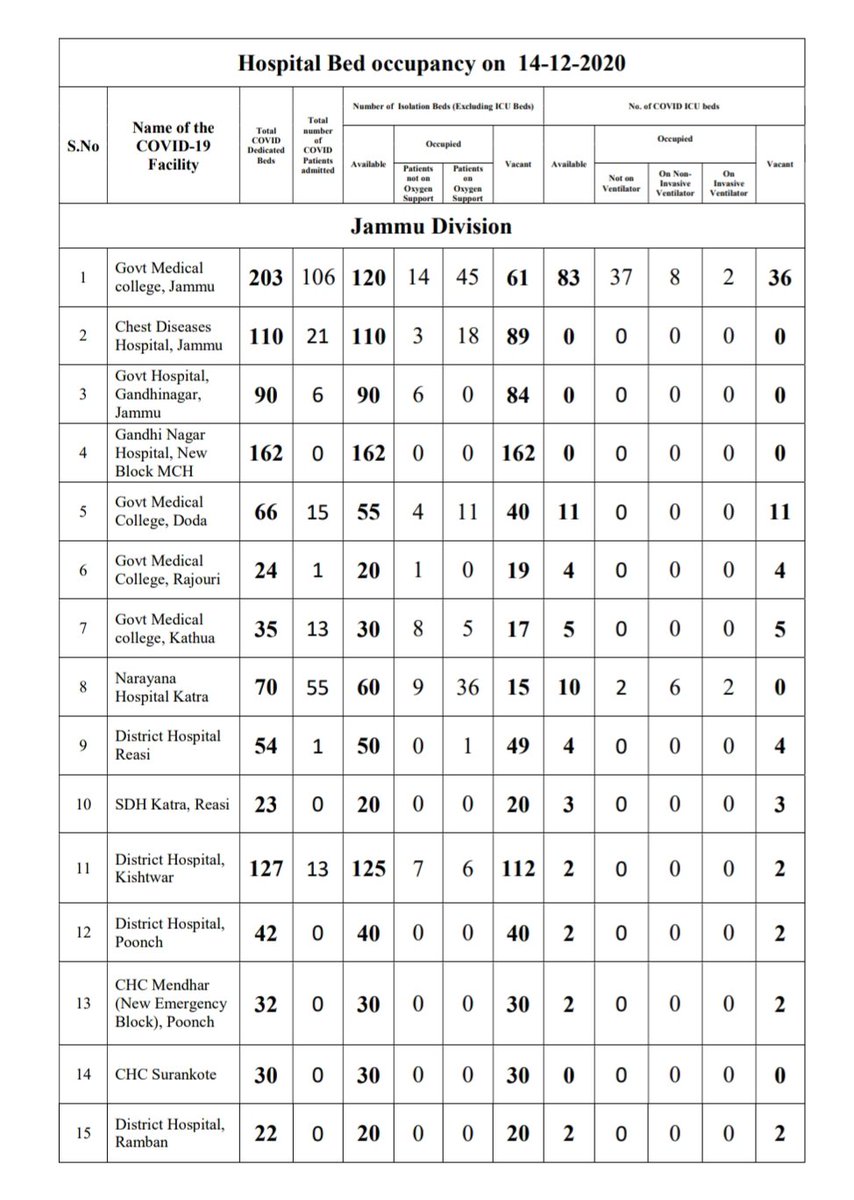 Hospital Bed occupancy on 14-12-2020
S.No
Name of the
COVID-19
Facility
Total
COVID
Dedicated
Beds
Total
number
of
COVID
Patients
admitted
Number of Isolation Beds (Excluding ICU Beds)
No. of COVID ICU beds
Available
Occupied
Vacant
Available
Occupied
Vacant
Patients
not on
Oxygen
Support
Patients
on
Oxygen
Support
Not on
Ventilator
On Non-
Invasive
Ventilator
On
Invasive
Ventilator
Jammu Division
1 Govt Medical
college, Jammu 203 106 120 14 45 61 83 37 8 2 36
2 Chest Diseases
Hospital, Jammu 110 21 110 3 18 89 0 0 0 0 0
3 Govt Hospital,
Gandhinagar,
Jammu 90 6 90 6 0 84 0 0 0 0 0
4 Gandhi Nagar
Hospital, New
Block MCH 162 0 162 0 0 162 0 0 0 0 0
5 Govt Medical
College, Doda 66 15 55 4 11 40 11 0 0 0 11
6 Govt Medical
College, Rajouri 24 1 20 1 0 19 4 0 0 0 4
7 Govt Medical
college, Kathua 35 13 30 8 5 17 5 0 0 0 5
8 Narayana
Hospital Katra 70 55 60 9 36 15 10 2 6 2 0
9 District Hospital
Reasi 54 1 50 0 1 49 4 0 0 0 4
10 SDH Katra, Reasi 23 0 20 0 0 20 3 0 0 0 3
11 District Hospital,
Kishtwar 127 13 125 7 6 112 2 0 0 0 2
12 District Hospital,
Poonch 42 0 40 0 0 40 2 0 0 0 2
13 CHC Mendhar
(New Emergency
Block), Poonch 32 0 30 0 0 30 2 0 0 0 2
14 CHC Surankote 30 0 30 0 0 30 0 0 0 0 0
15 District Hospital,
Ramban 22 0 20 0 0 20 2 0 0 0 2